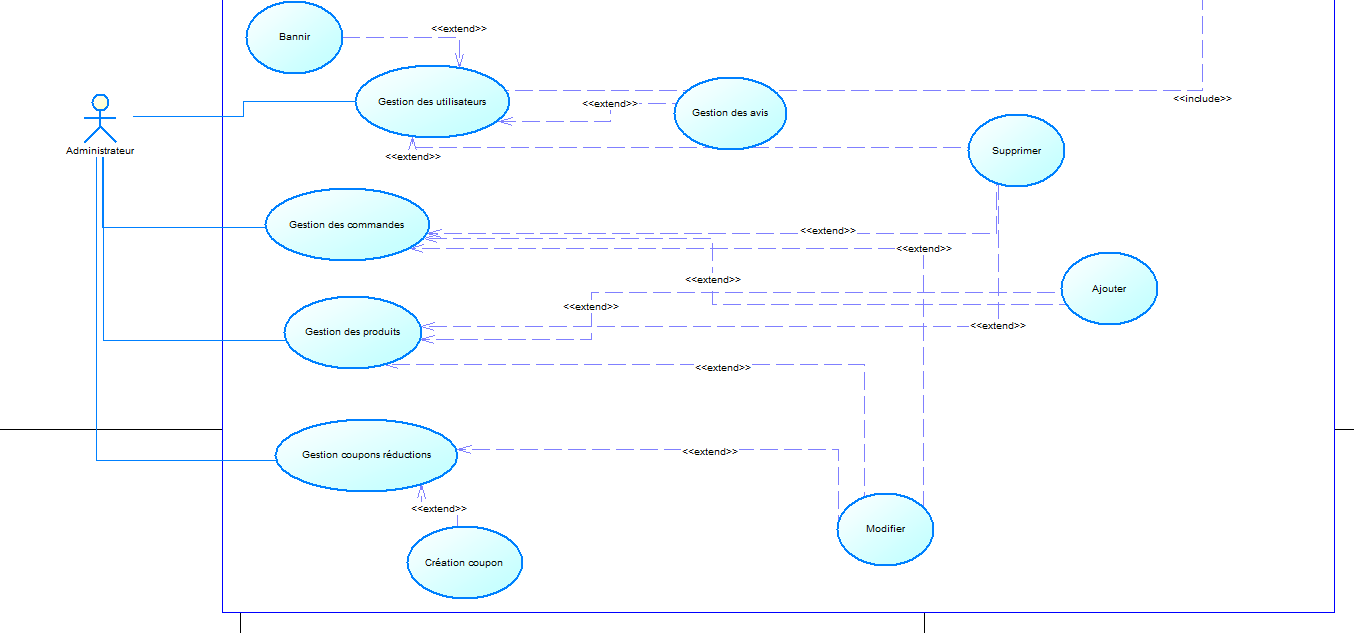 <<extend>>
Bannir
Gestion des utilisateurs
<<extend>>
Gestion des avis
<<include>>
Administrateur
<<extend>>
Supprimer
Gestion des commandes
<<extend>>
<<extend>>
<<extend>>
Ajouter
<<extend>>
Gestion des produits
<<extend>>
<<extend>>
Gestion coupons réductions
<<extend>>
<<extend>>
Modifier
Création coupon